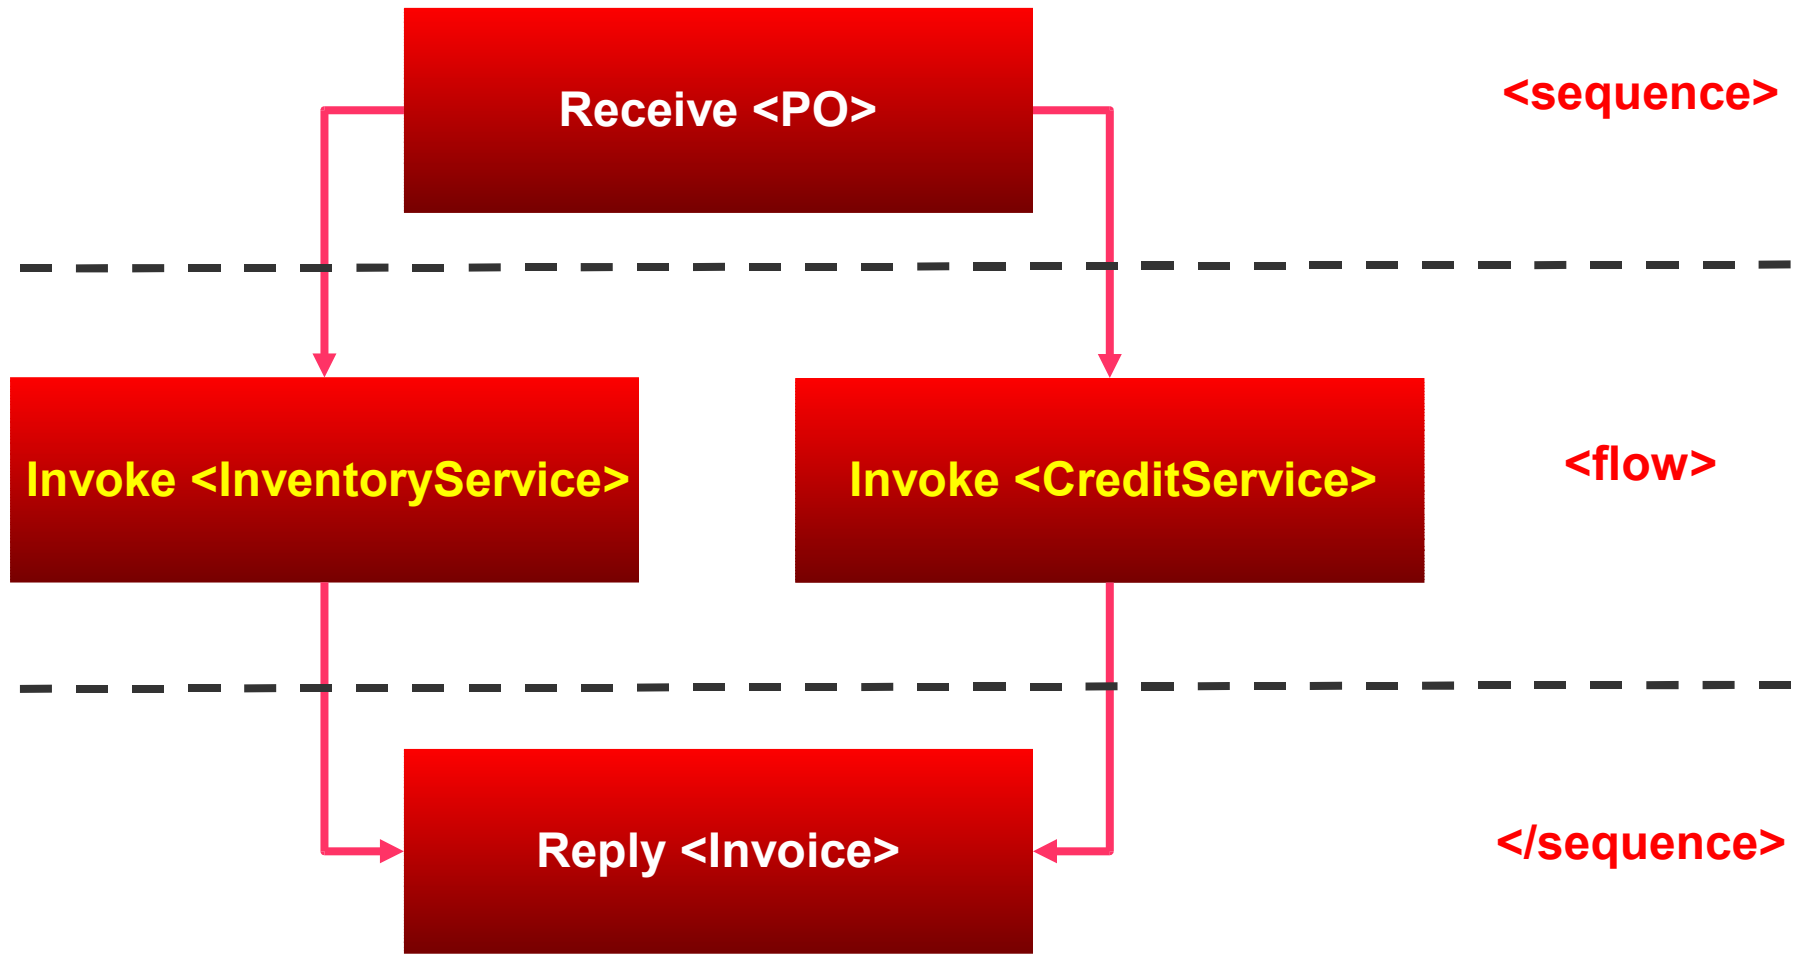 Receive <PO>
<sequence>
Invoke <InventoryService>
Invoke <CreditService>
<flow>
Reply <Invoice>
</sequence>